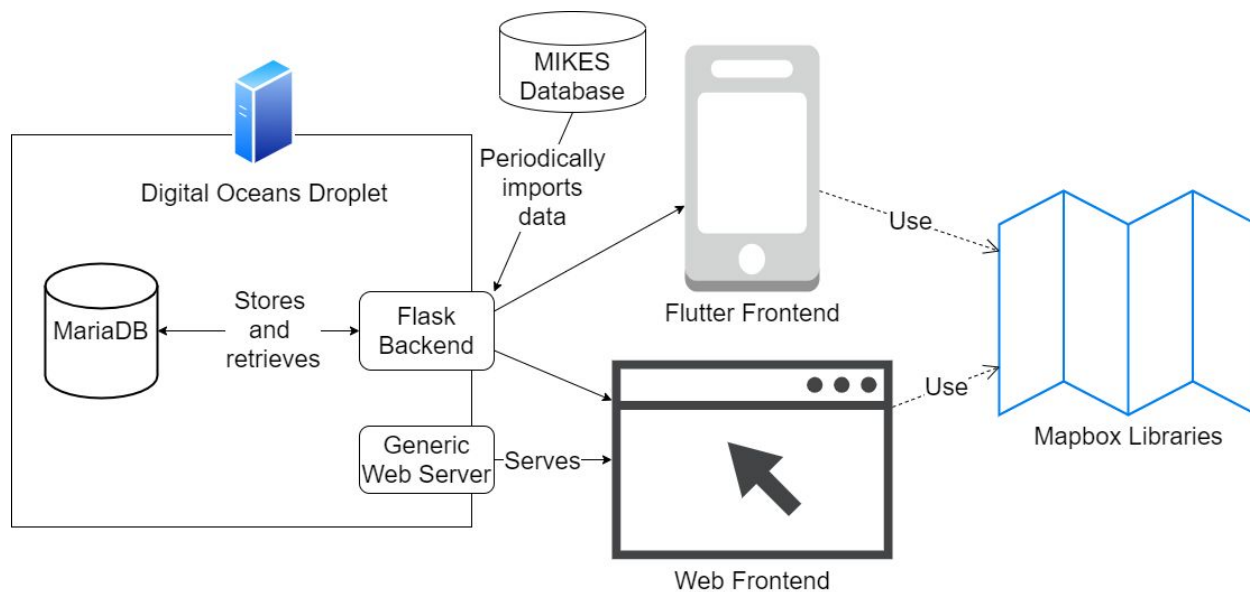 MIKES
Database
Periodically
imports
data
Digital Oceans Droplet
MariaDB
Stores
and
retrieves
Flask
Backend
Generic
Web Server
Serves
Flutter Frontend
Use
Use
Mapbox Libraries
Web Frontend